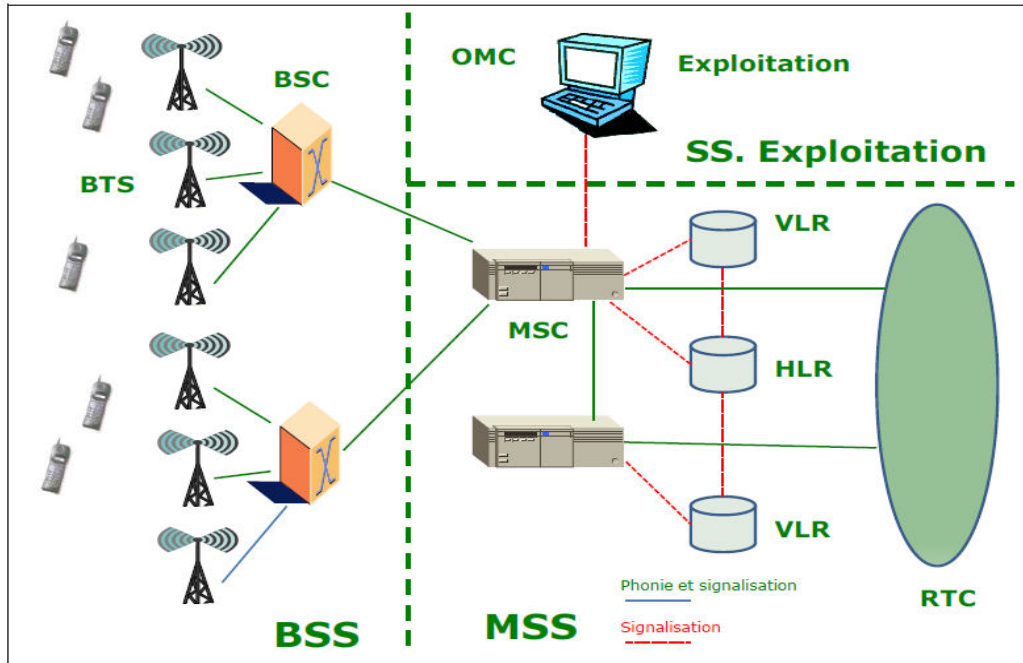 OMC
Exploitation
BSC
SS. Exploitation
BTS
VLR
MSC
HLR
VLR
Phonie et signalisation
RTC
BSS
MSS
Signalisation